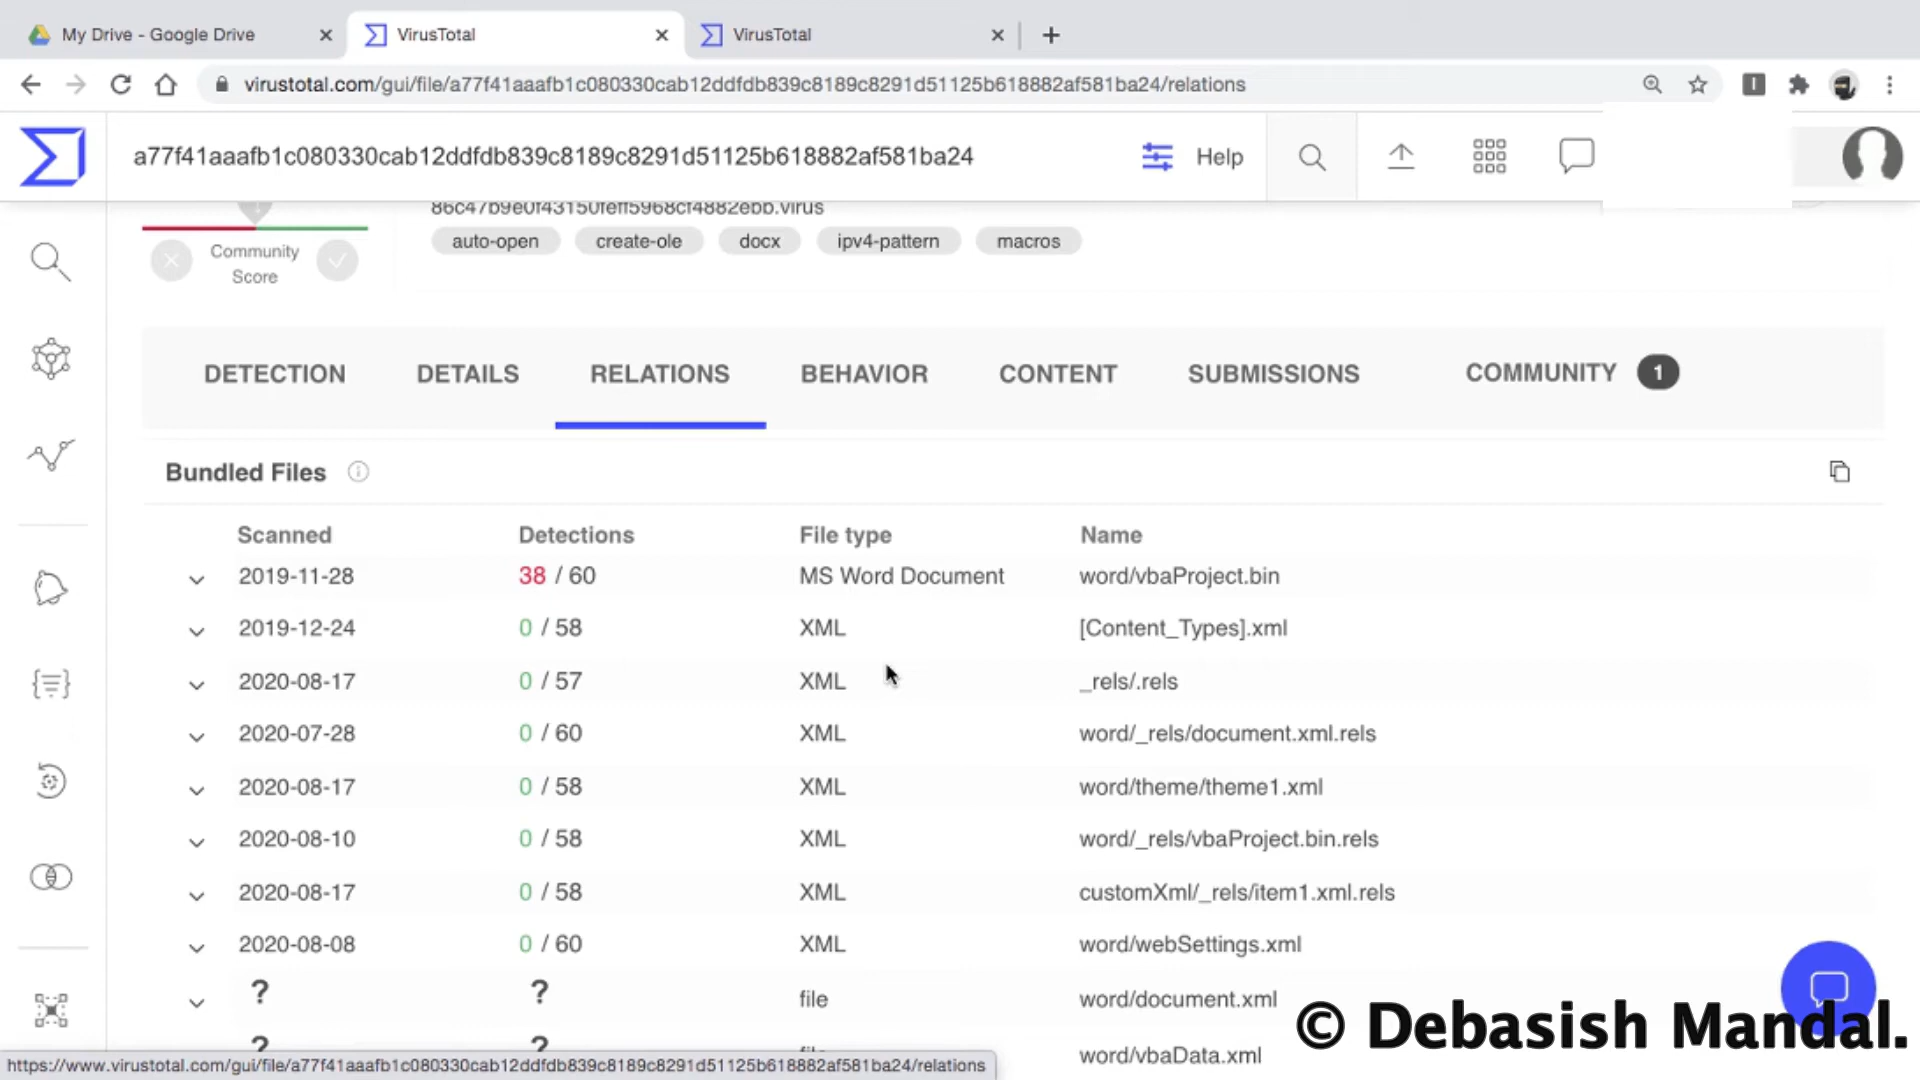 My Drive - Google Drive
VirusTotal
VirusTotal
virustotal.com/gui/file/a77f41aaafb1c080330cab12ddfdb839c8189c8291d51125b618882af581ba24/relations
a77f41aaafb1c080330cab12ddfdb839c8189c8291d51125b618882af581ba24
Help
86c47b9e0f43150feff5968cf4882ebb.virus
auto-open create-ole docx ipv4-pattern macros
Community
Score
DETECTION DETAILS RELATIONS BEHAVIOR CONTENT SUBMISSIONS COMMUNITY 1
Bundled Files
Scanned Detections File type Name
2019-11-28 38 / 60 MS Word Document word/vbaProject.bin
2019-12-24 0 / 58 XML [Content_Types].xml
2020-08-17 0 / 57 XML _rels/.rels
2020-07-28 0 / 60 XML word/_rels/document.xml.rels
2020-08-17 0 / 58 XML word/theme/theme1.xml
2020-08-10 0 / 58 XML word/_rels/vbaProject.bin.rels
2020-08-17 0 / 58 XML customXml/_rels/item1.xml.rels
2020-08-08 0 / 60 XML word/webSettings.xml
? ? file word/document.xml
? ? file word/vbaData.xml
© Debasish Mandal.
https://www.virustotal.com/gui/file/a77f41aaafb1c080330cab12ddfdb839c8189c8291d51125b618882af581ba24/relations